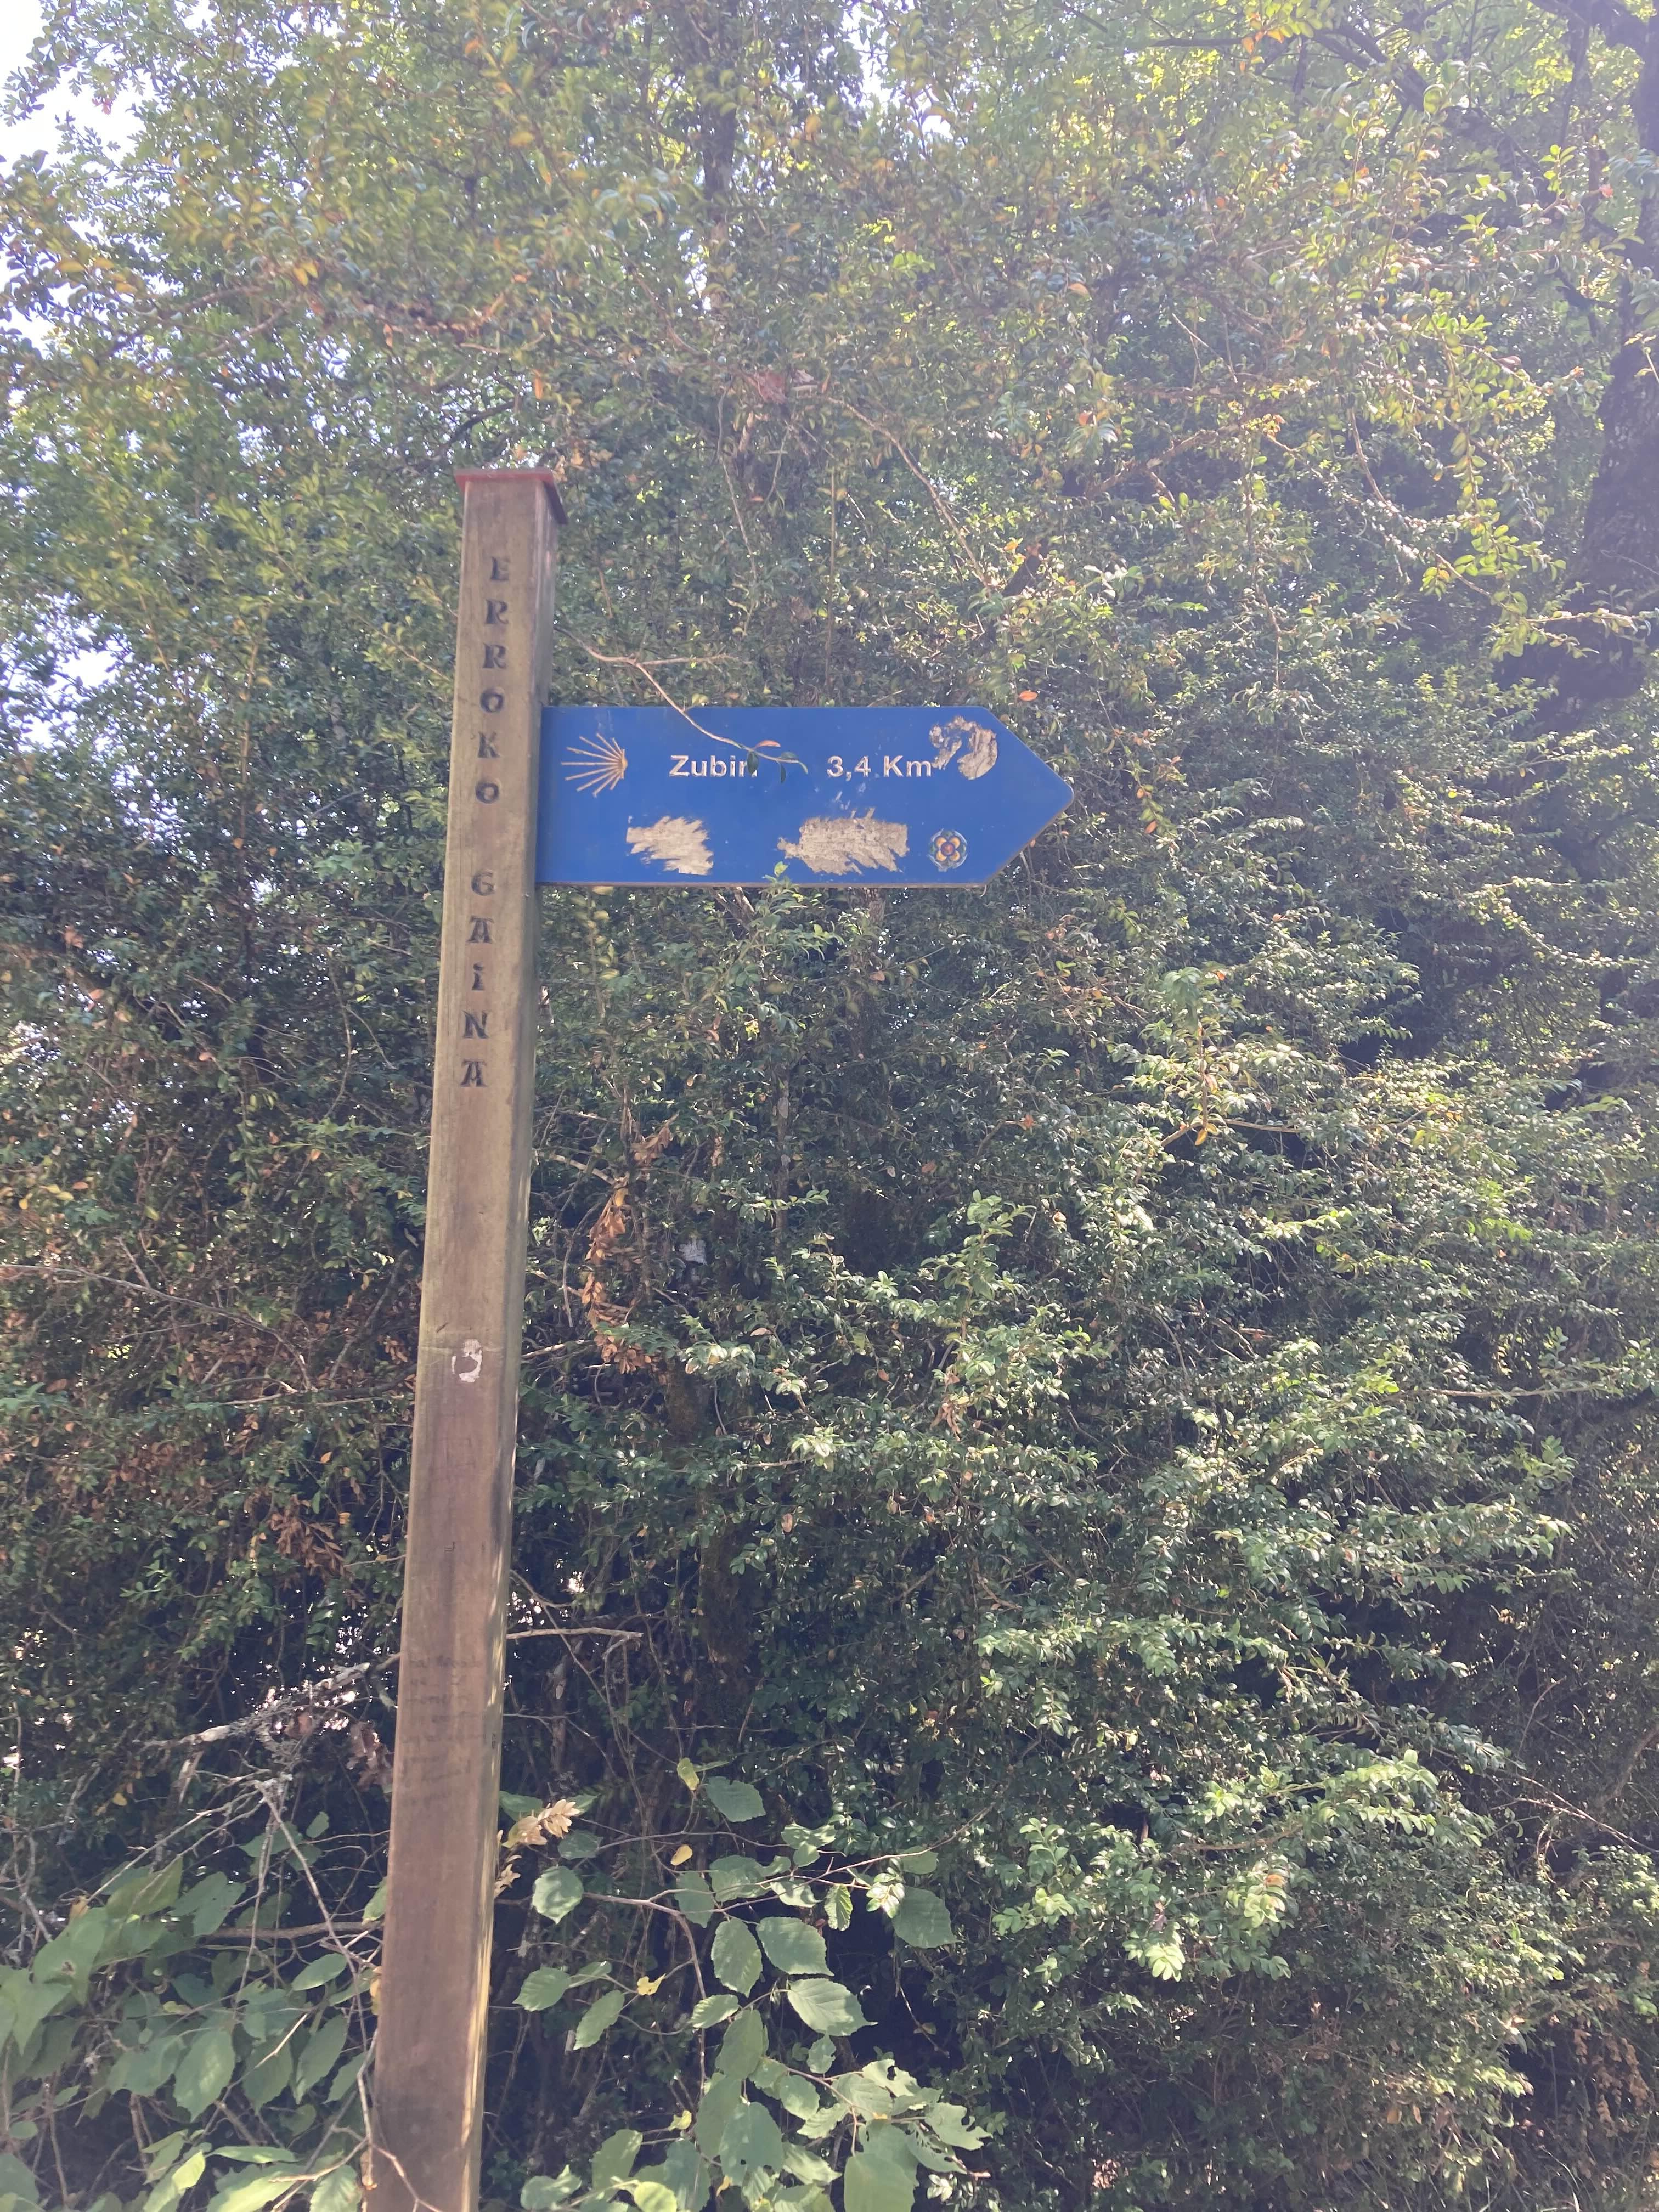 ERROKO GAiNA
Zubiri 3,4 Km